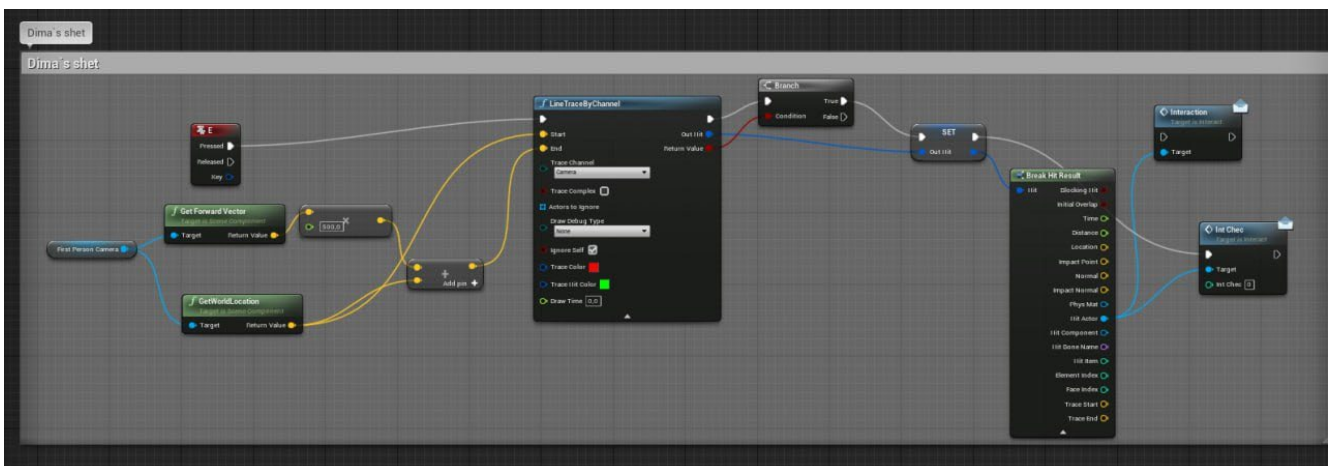 Dima`s shet
Dima`s shet
E
Pressed
Released
Key
Get Forward Vector
Target is Scene Component
Target
Return Value
First Person Camera
GetWorldLocation
Target is Scene Component
Target
Return Value
×
+
Add pin +
LineTraceByChannel
Start
End
Trace Channel
Camera
Trace Complex
Actors to Ignore
Draw Debug Type
None
Ignore Self
Trace Color
Trace Hit Color
Draw Time 0,0
Out Hit
Return Value
Branch
Condition
True
False
SET
Out Hit
Break Hit Result
Hit
Blocking Hit
Initial Overlap
Time
Distance
Location
Impact Point
Normal
Impact Normal
Phys Mat
Hit Actor
Hit Component
Hit Bone Name
Hit Item
Element Index
Face Index
Trace Start
Trace End
Interaction
Target is Interact
Target
Int Chec
Target is Interact
Target
Int Chec 0